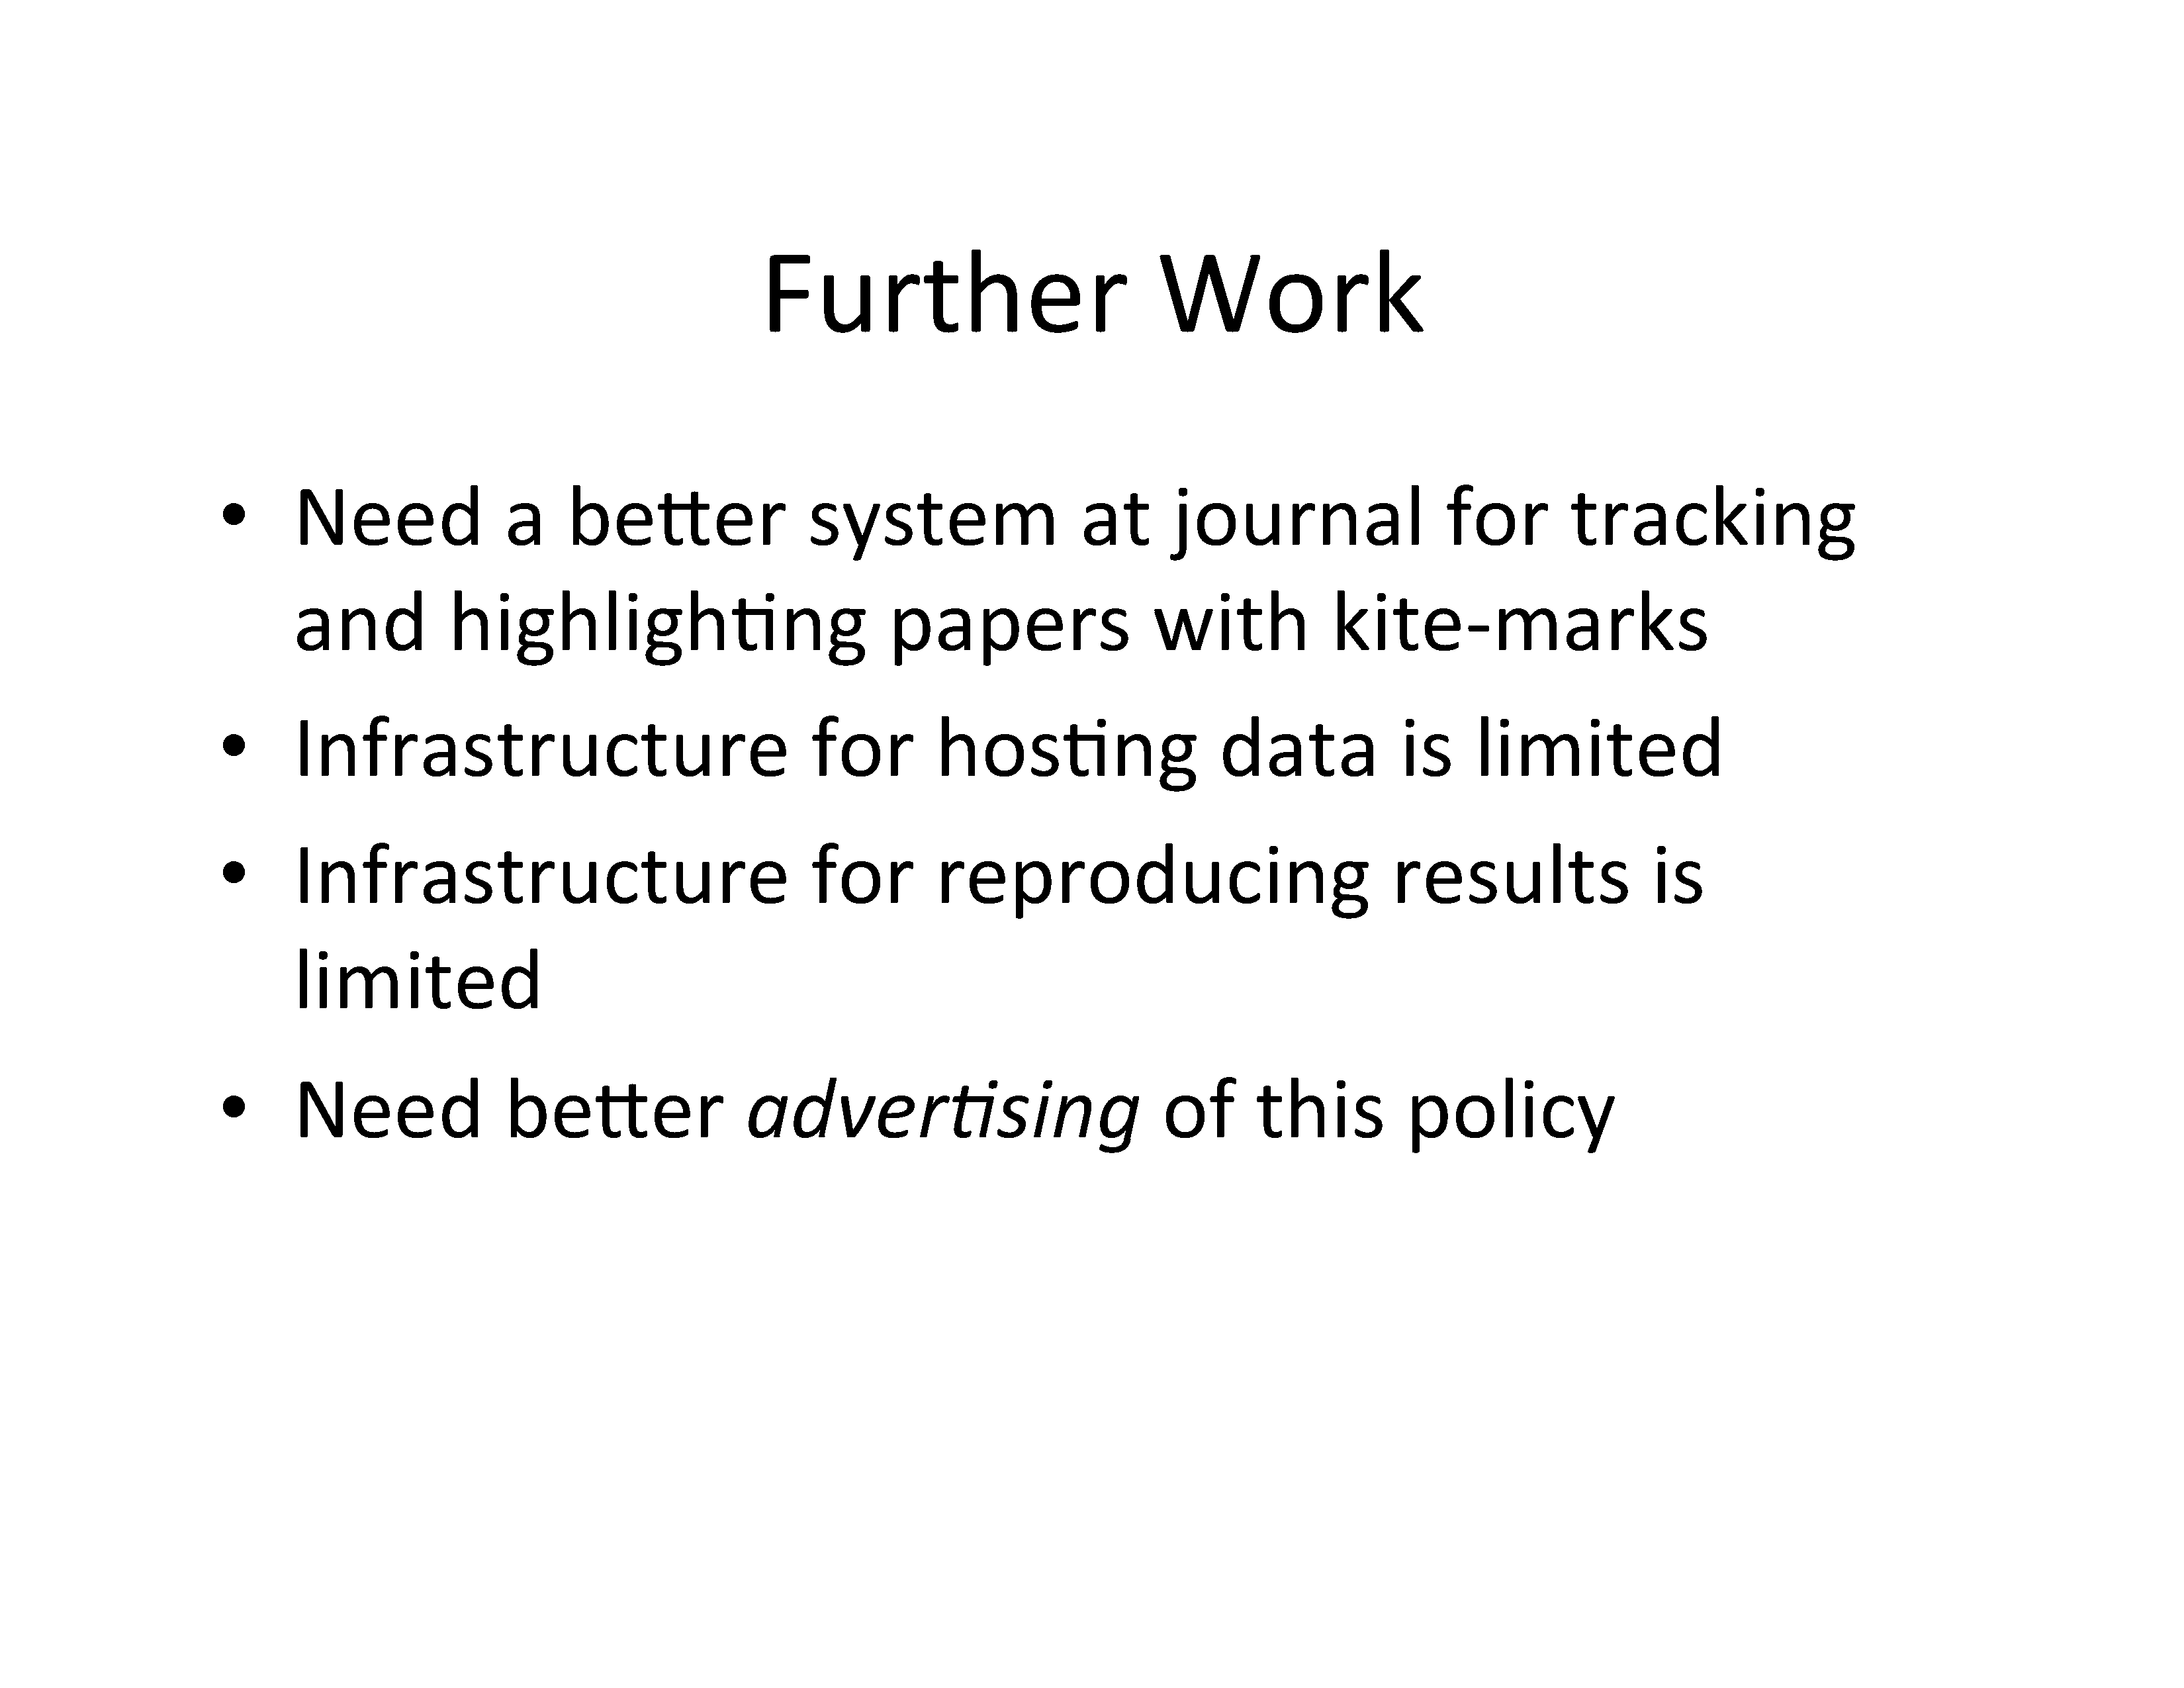 Further Work
• Need a better system at journal for tracking
and highlighting papers with kite-marks
• Infrastructure for hosting data is limited
• Infrastructure for reproducing results is
limited
• Need better advertising of this policy